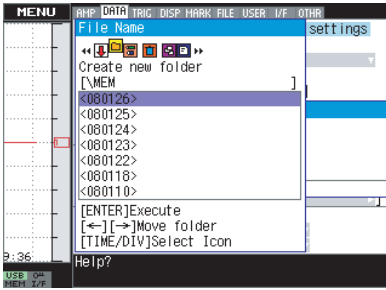 MENU AMP DATA TRIG DISP MARK FILE USER I/F OTHR
File Name
settings
Create new folder
[\MEM ]
<080126>
<080125>
<080124>
<080123>
<080122>
<080118>
<080110>
[ENTER]Execute
[←][→]Move folder
[TIME/DIV]Select Icon
9:36
Help?
USB
MEM I/F